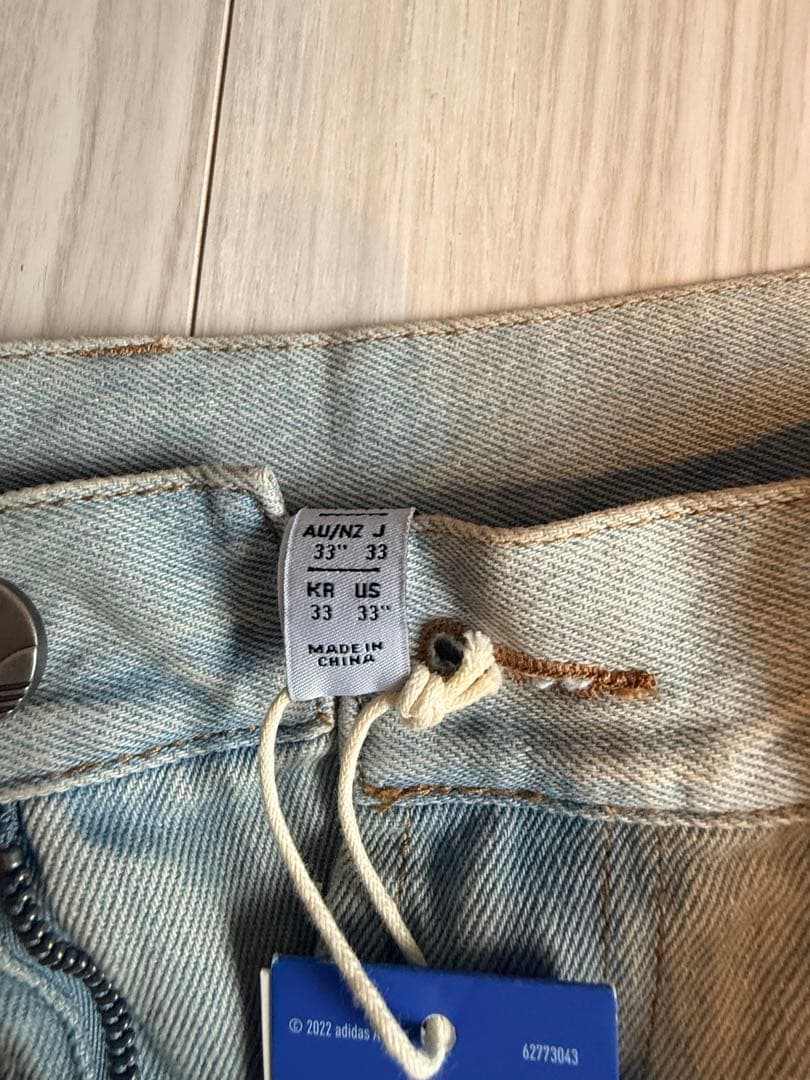 AU/NZ J
33" 33
KR US
33 33"
MADE IN
CHINA
© 2022 adidas
62773043